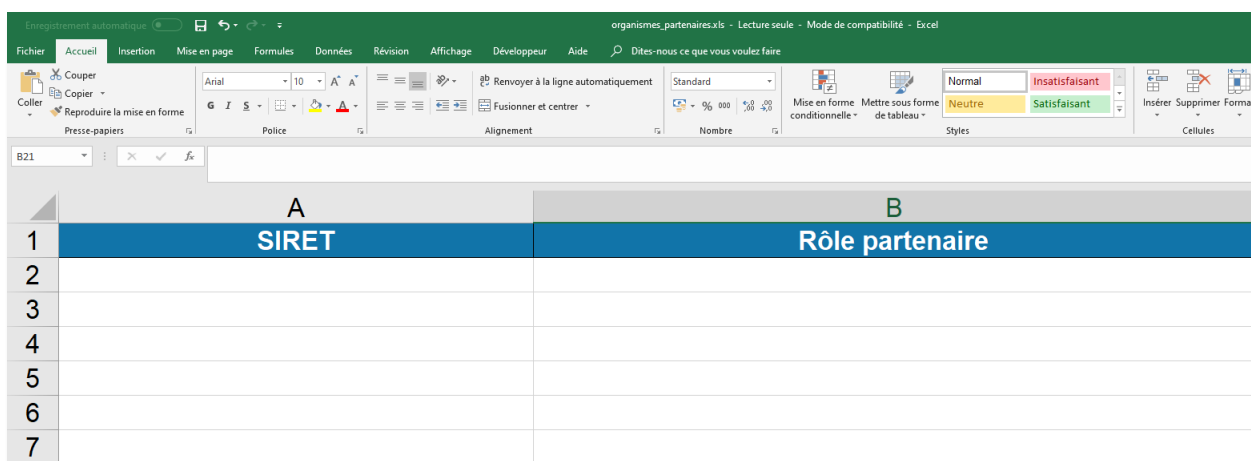 Enregistrement automatique
organismes_partenaires.xls - Lecture seule - Mode de compatibilité - Excel
Fichier Accueil Insertion Mise en page Formules Données Révision Affichage Développeur Aide Dites-nous ce que vous voulez faire
Couper
Copier
Reproduire la mise en forme
Coller
Presse-papiers
Arial 10
G I S
Police
Renvoyer à la ligne automatiquement
Fusionner et centrer
Alignement
Standard
% 000
Nombre
Mise en forme conditionnelle
Mettre sous forme de tableau
Normal Insatisfaisant
Neutre Satisfaisant
Styles
Insérer Supprimer Forma
Cellules
B21 fx
A B
1 SIRET Rôle partenaire
2
3
4
5
6
7